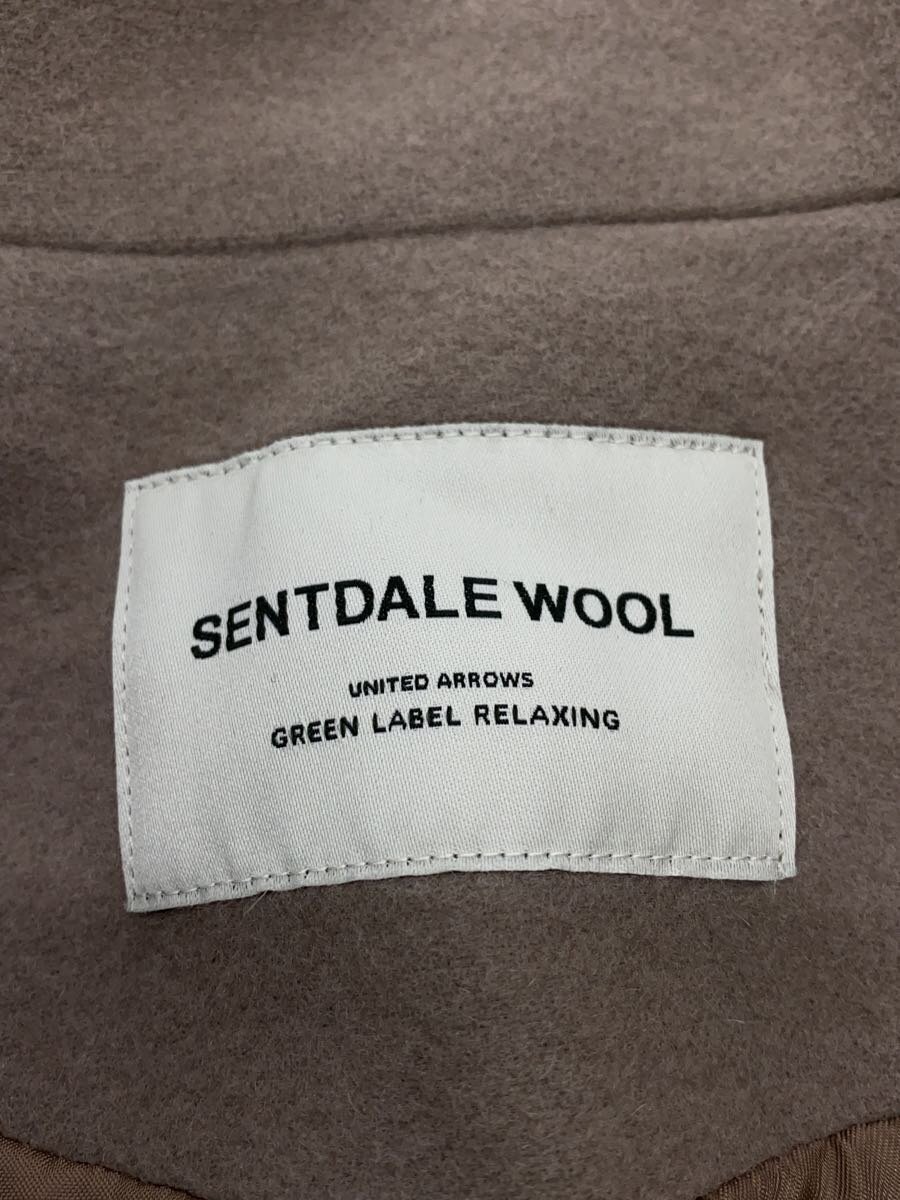 SENTDALE WOOL
UNITED ARROWS
GREEN LABEL RELAXING